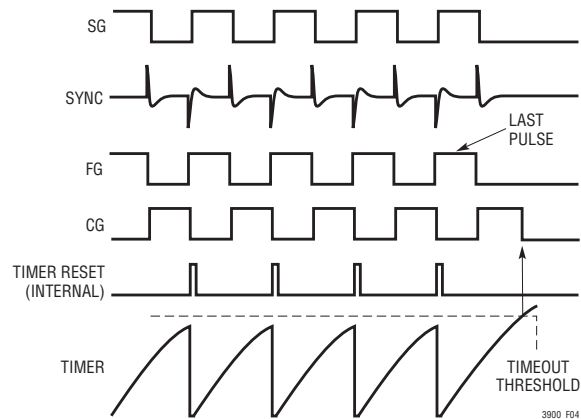 SG
SYNC
LAST
PULSE
FG
CG
TIMER RESET
(INTERNAL)
TIMER
TIMEOUT
THRESHOLD
3900 F04